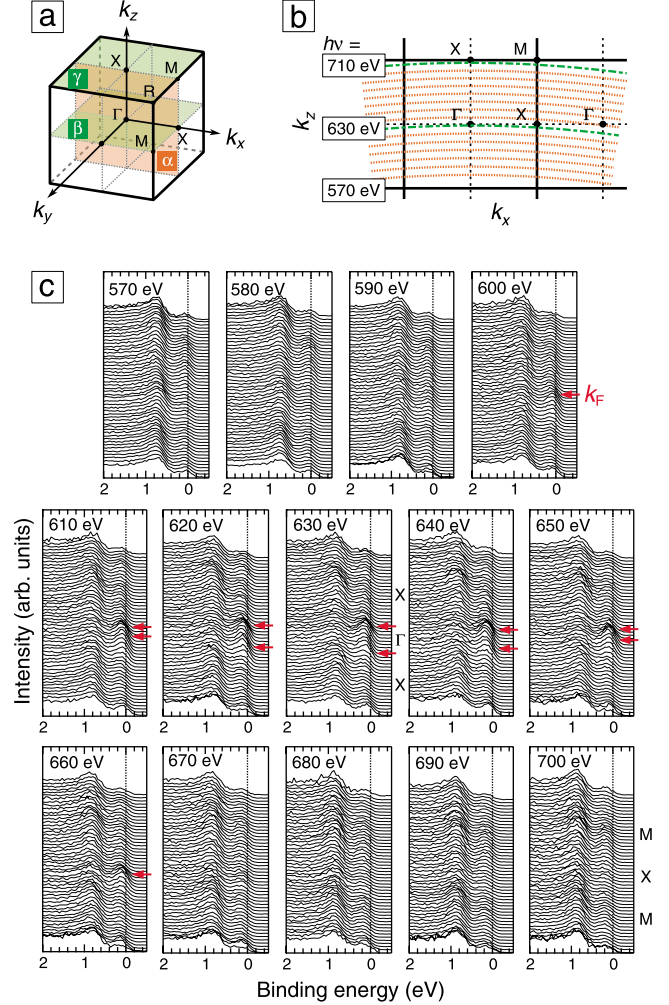 a
k_z
X
M
γ
R
Γ
β
M
X
k_x
α
k_y
b
hν =
X
M
710 eV
k_z
Γ
X
Γ
630 eV
570 eV
k_x
c
570 eV
580 eV
590 eV
600 eV
k_F
2 1 0
2 1 0
2 1 0
2 1 0
Intensity (arb. units)
610 eV
620 eV
630 eV
640 eV
650 eV
X
Γ
X
2 1 0
2 1 0
2 1 0
2 1 0
2 1 0
660 eV
670 eV
680 eV
690 eV
700 eV
M
X
M
2 1 0
2 1 0
2 1 0
2 1 0
2 1 0
Binding energy (eV)